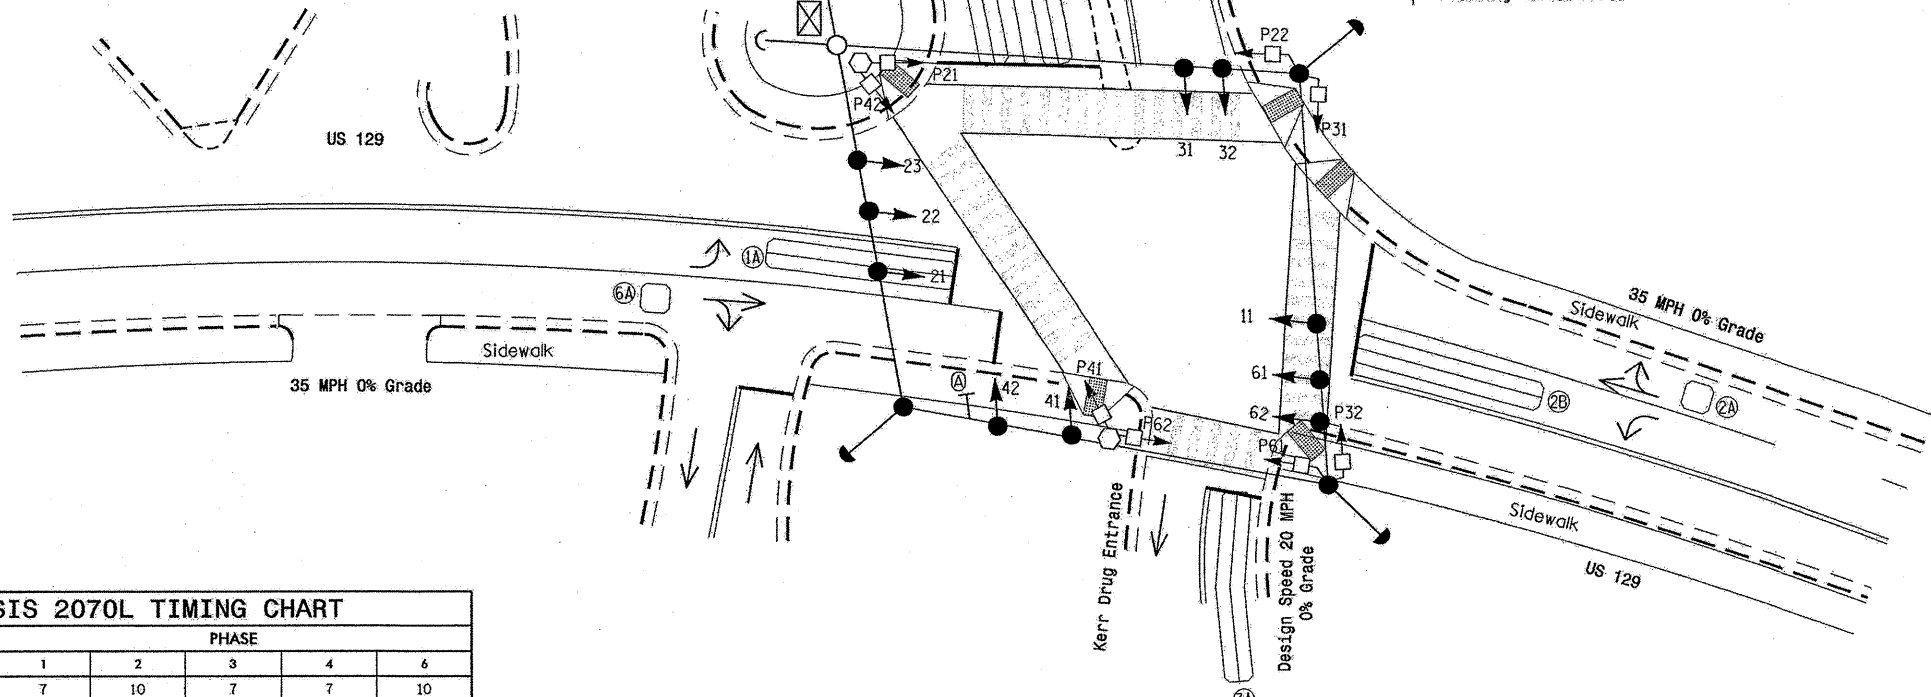 P22
P21
P42
P31
US 129
31
32
23
22
1A
21
6A
35 MPH 0% Grade
Sidewalk
11
Sidewalk
35 MPH 0% Grade
P41
A
42
41
61
62
P32
2B
2A
P62
P61
Kerr Drug Entrance
Design Speed 20 MPH
0% Grade
Sidewalk
US 129
SIS 2070L TIMING CHART
PHASE
1 2 3 4 6
7 10 7 7 10